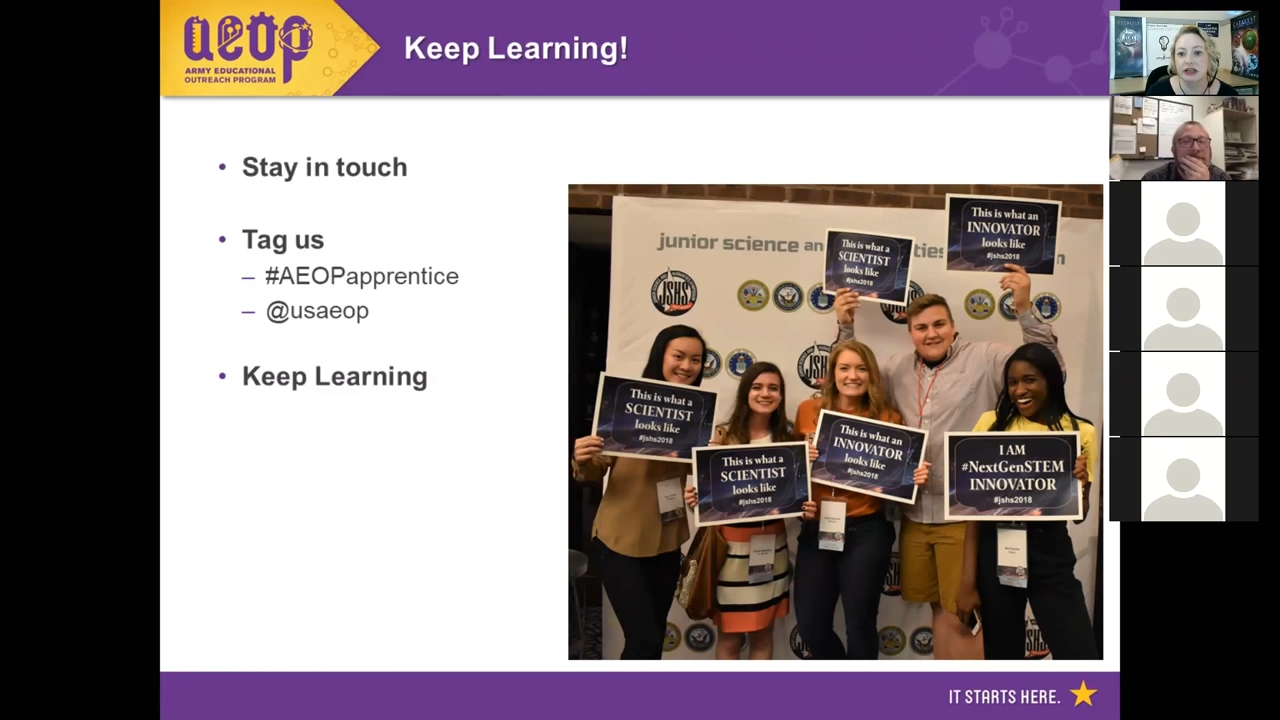 aeop
ARMY EDUCATIONAL
OUTREACH PROGRAM
Keep Learning!
• Stay in touch
• Tag us
– #AEOPapprentice
– @usaeop
• Keep Learning
junior science an
This is what a
SCIENTIST
looks like
#jshs2018
This is what an
INNOVATOR
looks like
#jshs2018
JSHS
JSHS
This is what a
SCIENTIST
looks like
#jshs2018
This is what a
SCIENTIST
looks like
#jshs2018
This is what an
INNOVATOR
looks like
#jshs2018
I AM
#NextGenSTEM
INNOVATOR
#jshs2018
IT STARTS HERE.